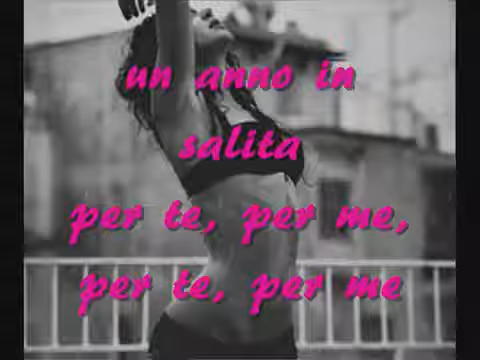 un anno in
salita
per te, per me,
per te, per me